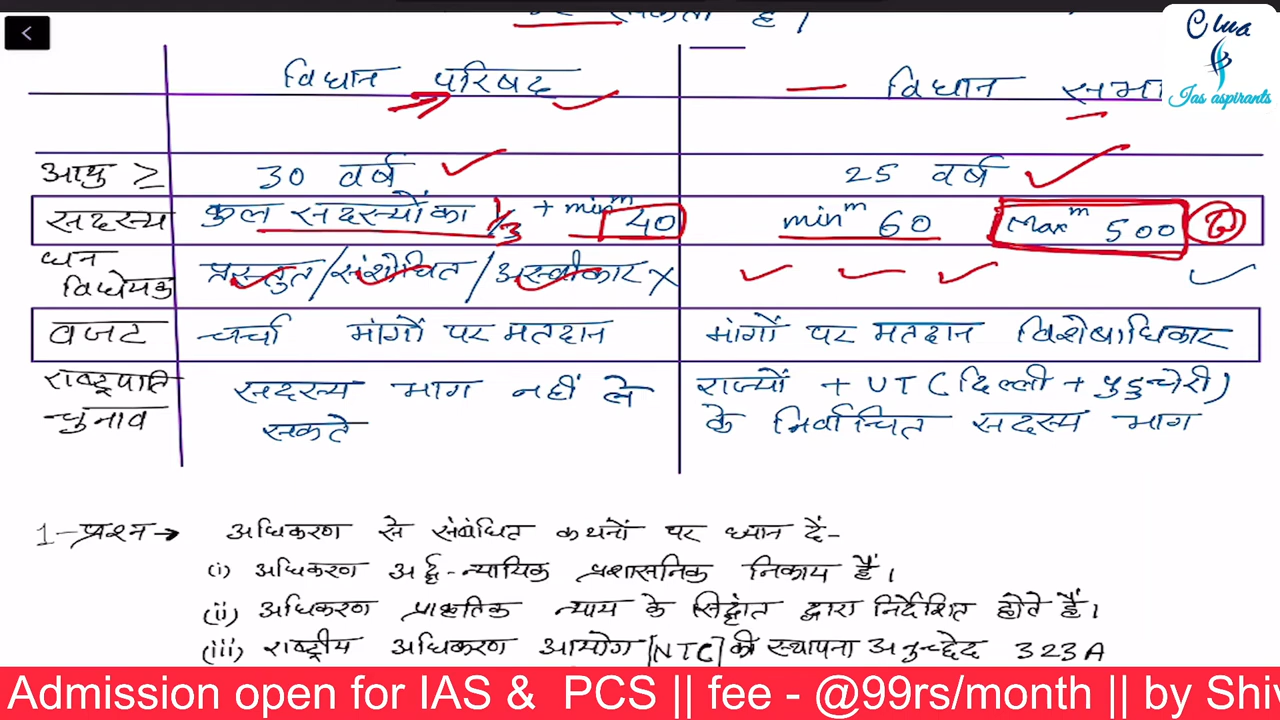 सकता है।
Clua
Jas aspirants
विधान परिषद विधान सभा
आयु ≥ 30 वर्ष 25 वर्ष
सदस्य कुल सदस्यों का 1/3 + minᵐ 40 minᵐ 60 Maxᵐ 500
धन विधेयक प्रस्तुत/संशोधित/अस्वीकार X
बजट चर्चा मांगों पर मतदान मांगों पर मतदान विशेषाधिकार
राष्ट्रपति सदस्य भाग नहीं ले राज्यों + UT (दिल्ली + पुडुचेरी)
चुनाव सकते के निर्वाचित सदस्य भाग
1-प्रश्न → अधिकरण से संबंधित कथनों पर ध्यान दें-
(i) अधिकरण अर्द्ध-न्यायिक प्रशासनिक निकाय हैं।
(ii) अधिकरण प्राकृतिक न्याय के सिद्धांत द्वारा निर्देशित होते हैं।
(iii) राष्ट्रीय अधिकरण आयोग [NTC] की स्थापना अनुच्छेद 323A
Admission open for IAS & PCS || fee - @99rs/month || by Shiv